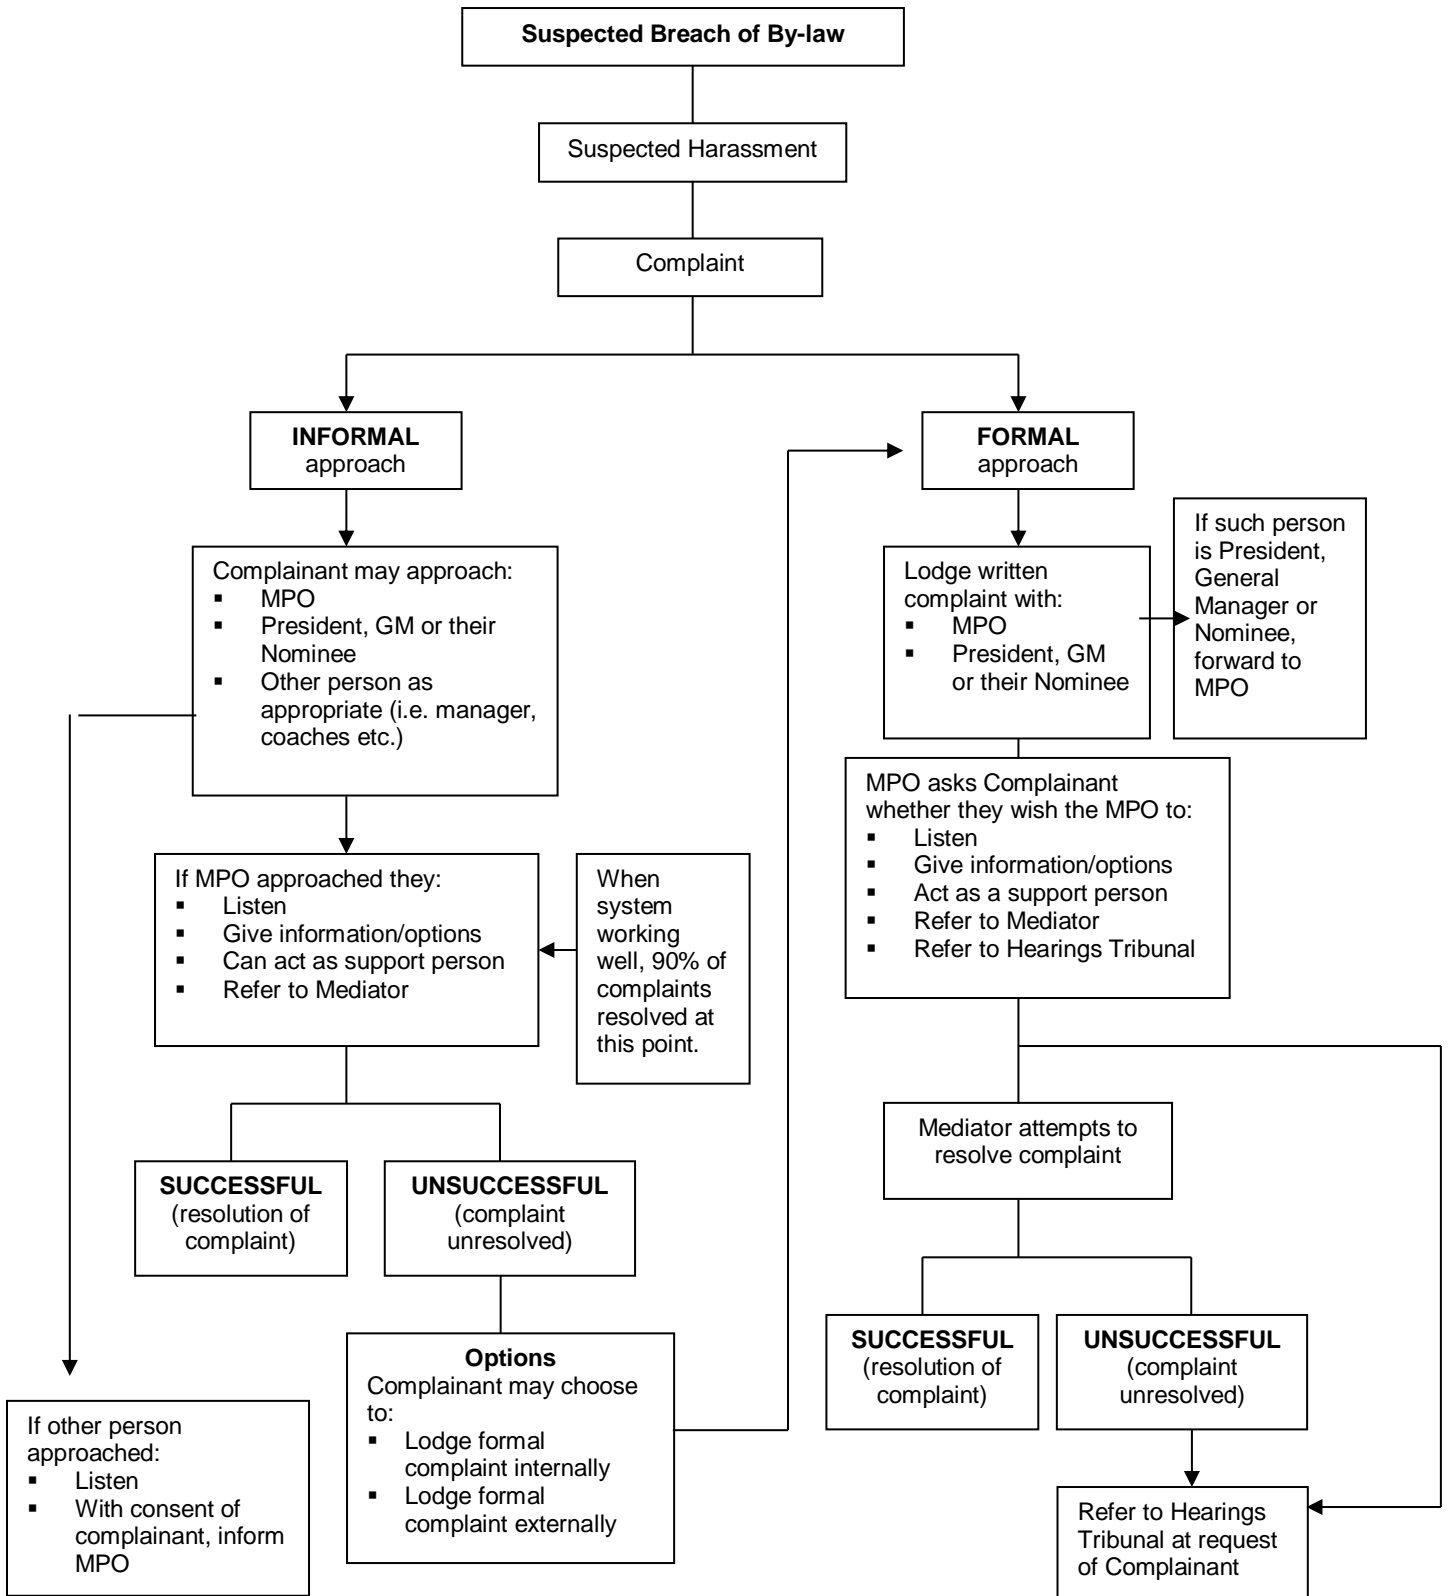 Suspected Breach of By-law
Suspected Harassment
Complaint
INFORMAL
approach
FORMAL
approach
Complainant may approach:
▪ MPO
▪ President, GM or their
Nominee
▪ Other person as
appropriate (i.e. manager,
coaches etc.)
Lodge written
complaint with:
▪ MPO
▪ President, GM
or their Nominee
If such person
is President,
General
Manager or
Nominee,
forward to
MPO
If MPO approached they:
▪ Listen
▪ Give information/options
▪ Can act as support person
▪ Refer to Mediator
When
system
working
well, 90% of
complaints
resolved at
this point.
MPO asks Complainant
whether they wish the MPO to:
▪ Listen
▪ Give information/options
▪ Act as a support person
▪ Refer to Mediator
▪ Refer to Hearings Tribunal
Mediator attempts to
resolve complaint
SUCCESSFUL
(resolution of
complaint)
UNSUCCESSFUL
(complaint
unresolved)
SUCCESSFUL
(resolution of
complaint)
UNSUCCESSFUL
(complaint
unresolved)
Options
Complainant may choose
to:
▪ Lodge formal
complaint internally
▪ Lodge formal
complaint externally
If other person
approached:
▪ Listen
▪ With consent of
complainant, inform
MPO
Refer to Hearings
Tribunal at request
of Complainant